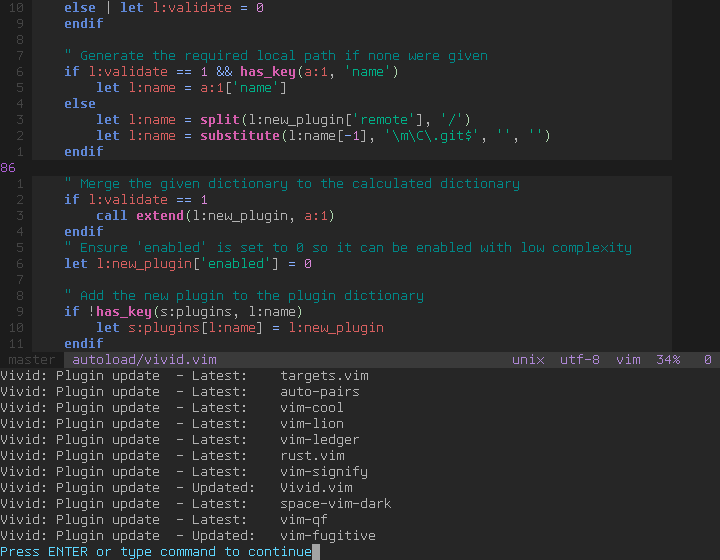 10      else | let l:validate = 0
 9      endif
 8
 7      " Generate the required local path if none were given
 6      if l:validate == 1 && has_key(a:1, 'name')
 5          let l:name = a:1['name']
 4      else
 3          let l:name = split(l:new_plugin['remote'], '/')
 2          let l:name = substitute(l:name[-1], '\m\C\.git$', '', '')
 1      endif
86
 1      " Merge the given dictionary to the calculated dictionary
 2      if l:validate == 1
 3          call extend(l:new_plugin, a:1)
 4      endif
 5      " Ensure 'enabled' is set to 0 so it can be enabled with low complexity
 6      let l:new_plugin['enabled'] = 0
 7
 8      " Add the new plugin to the plugin dictionary
 9      if !has_key(s:plugins, l:name)
10          let s:plugins[l:name] = l:new_plugin
11      endif
master  autoload/vivid.vim  unix  utf-8  vim  34%  0
Vivid: Plugin update  - Latest:    targets.vim
Vivid: Plugin update  - Latest:    auto-pairs
Vivid: Plugin update  - Latest:    vim-cool
Vivid: Plugin update  - Latest:    vim-lion
Vivid: Plugin update  - Latest:    vim-ledger
Vivid: Plugin update  - Latest:    rust.vim
Vivid: Plugin update  - Latest:    vim-signify
Vivid: Plugin update  - Updated:   Vivid.vim
Vivid: Plugin update  - Latest:    space-vim-dark
Vivid: Plugin update  - Latest:    vim-qf
Vivid: Plugin update  - Updated:   vim-fugitive
Press ENTER or type command to continue